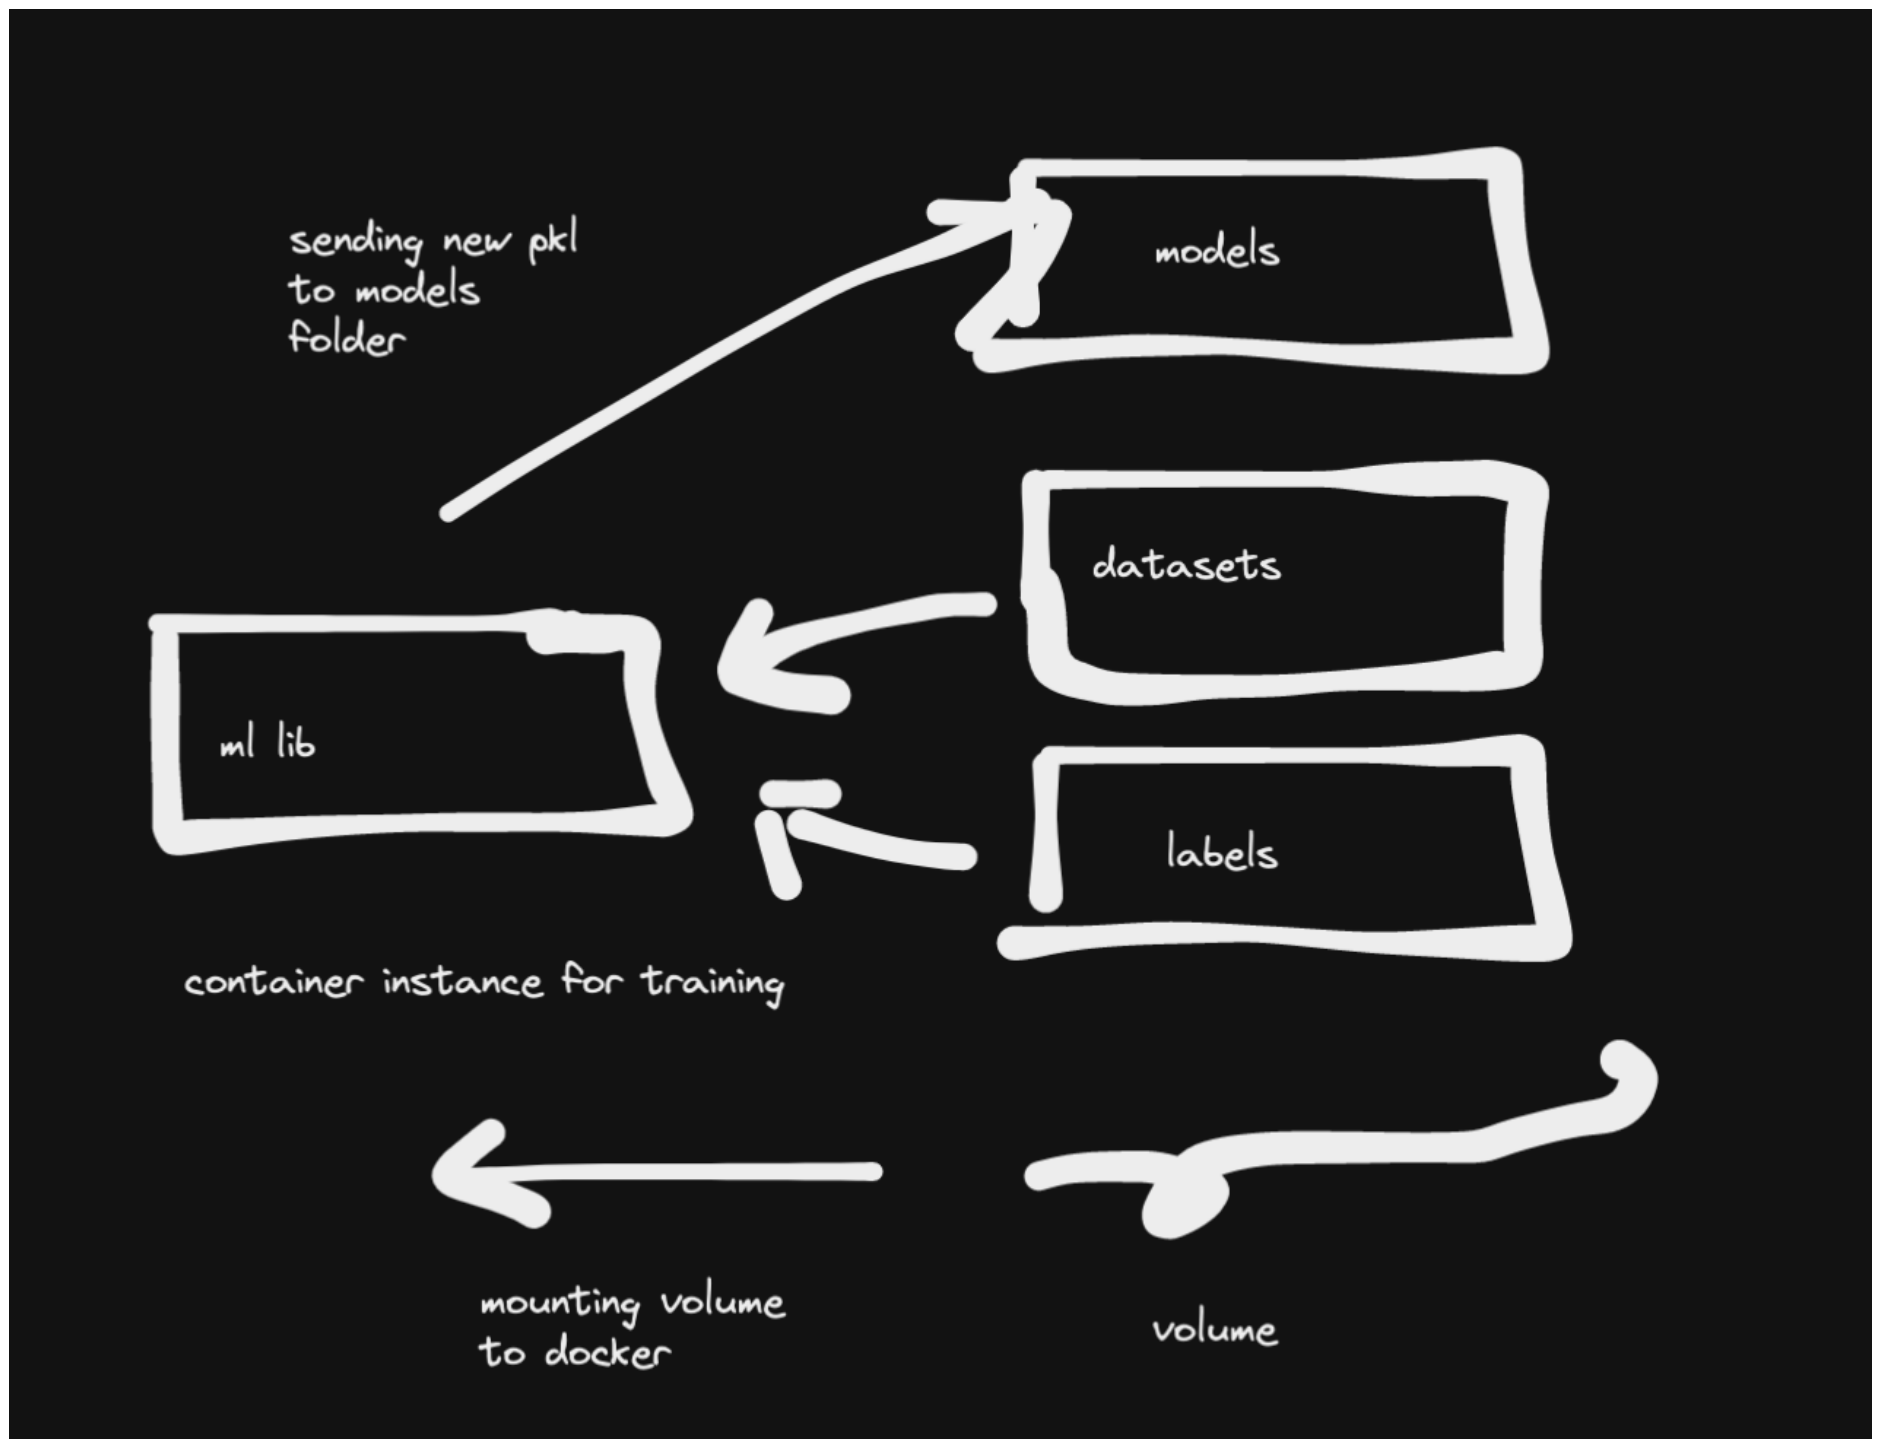 sending new pkl
to models
folder
models
datasets
ml lib
labels
container instance for training
mounting volume
to docker
volume